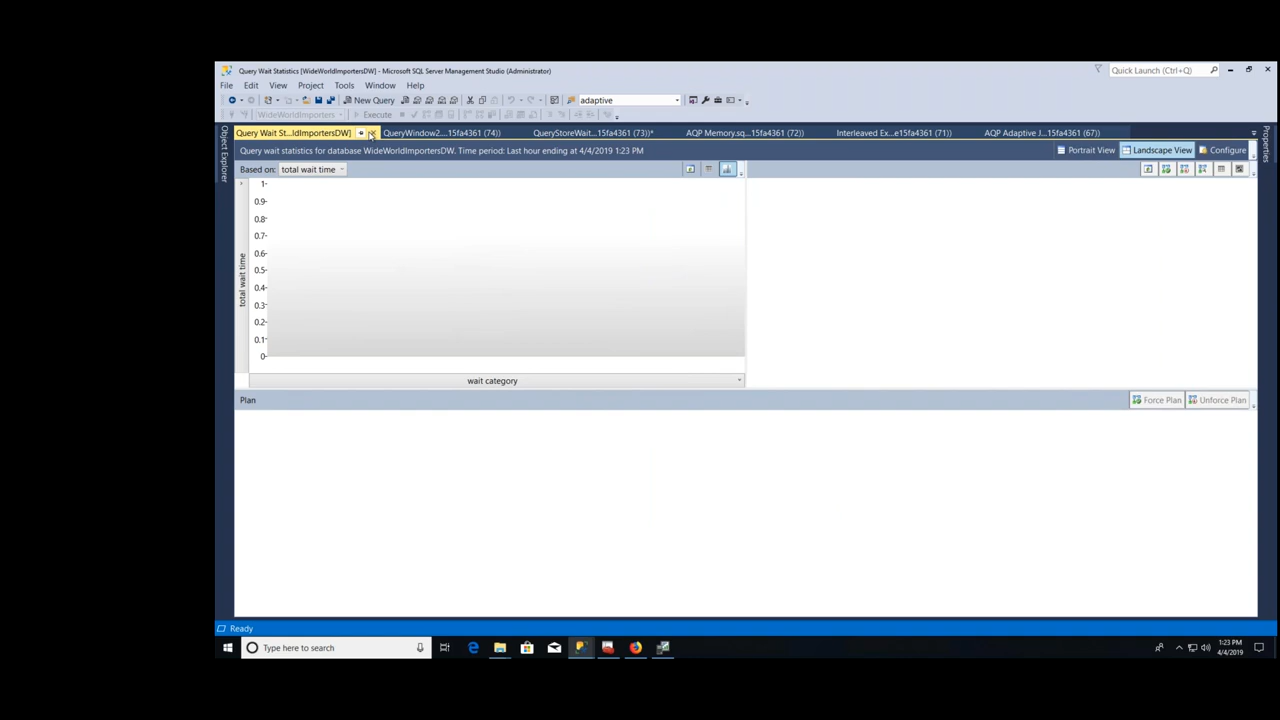 Query Wait Statistics [WideWorldImportersDW] - Microsoft SQL Server Management Studio (Administrator)
Quick Launch (Ctrl+Q)
File Edit View Project Tools Window Help
New Query adaptive
WideWorldImporters Execute
Query Wait St...ldImportersDW] QueryWindow2....15fa4361 (74)) QueryStoreWait...15fa4361 (73))* AQP Memory.sq...15fa4361 (72)) Interleaved Ex...e15fa4361 (71)) AQP Adaptive J...15fa4361 (67))
Object Explorer
Properties
Query wait statistics for database WideWorldImportersDW. Time period: Last hour ending at 4/4/2019 1:23 PM
Portrait View Landscape View Configure
Based on: total wait time
1
0.9
0.8
0.7
0.6
0.5
0.4
0.3
0.2
0.1
0
total wait time
wait category
Plan
Force Plan Unforce Plan
Ready
Type here to search
1:23 PM
4/4/2019